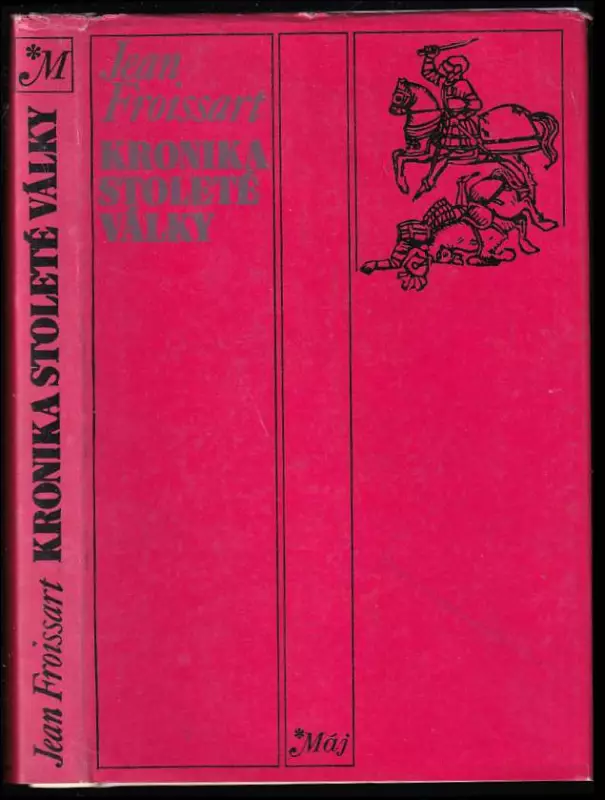 *M
Jean Froissart KRONIKA STOLETÉ VÁLKY
Jean
Froissart
KRONIKA
STOLETÉ
VÁLKY
*Máj